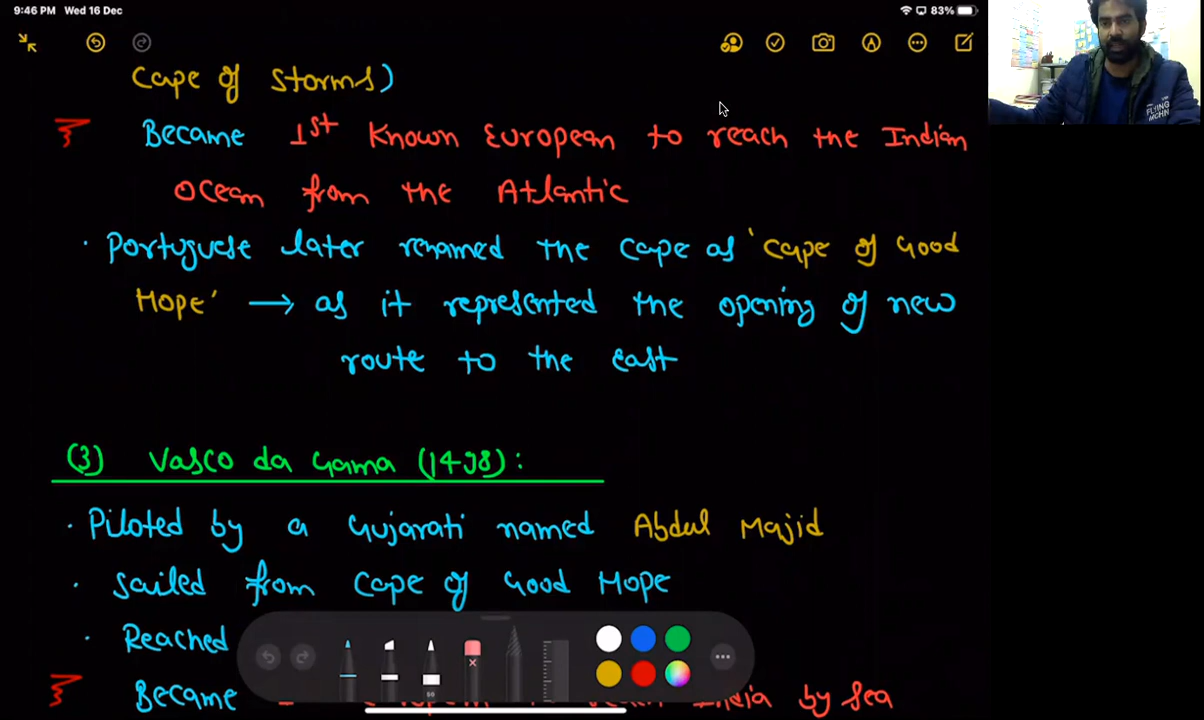 9:46 PM Wed 16 Dec 83%
Cape of Storms)
FLYING MCHN
Became 1st Known European to reach the Indian
Ocean from the Atlantic
Portuguese later renamed the Cape as 'Cape of Good
Hope' → as it represented the opening of new
route to the East
(3) Vasco da Gama (1498):
Piloted by a Gujarati named Abdul Majid
Sailed from Cape of Good Hope
Reached
Became India by Sea